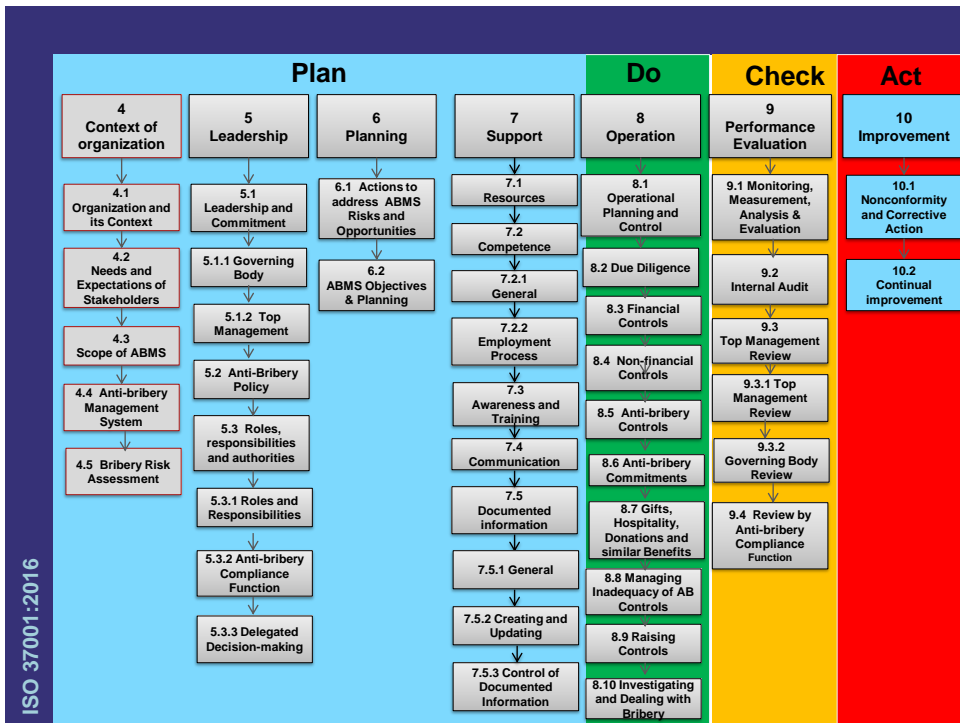 Plan
Do
Check
Act
4
Context of
organization
4.1
Organization and
its Context
4.2
Needs and
Expectations of
Stakeholders
4.3
Scope of ABMS
4.4 Anti-bribery
Management
System
4.5 Bribery Risk
Assessment
5
Leadership
5.1
Leadership and
Commitment
5.1.1 Governing
Body
5.1.2 Top
Management
5.2 Anti-Bribery
Policy
5.3 Roles,
responsibilities
and authorities
5.3.1 Roles and
Responsibilities
5.3.2 Anti-bribery
Compliance
Function
5.3.3 Delegated
Decision-making
6
Planning
6.1 Actions to
address ABMS
Risks and
Opportunities
6.2
ABMS Objectives
& Planning
7
Support
7.1
Resources
7.2
Competence
7.2.1
General
7.2.2
Employment
Process
7.3
Awareness and
Training
7.4
Communication
7.5
Documented
information
7.5.1 General
7.5.2 Creating and
Updating
7.5.3 Control of
Documented
Information
8
Operation
8.1
Operational
Planning and
Control
8.2 Due Diligence
8.3 Financial
Controls
8.4 Non-financial
Controls
8.5 Anti-bribery
Controls
8.6 Anti-bribery
Commitments
8.7 Gifts,
Hospitality,
Donations and
similar Benefits
8.8 Managing
Inadequacy of AB
Controls
8.9 Raising
Controls
8.10 Investigating
and Dealing with
Bribery
9
Performance
Evaluation
9.1 Monitoring,
Measurement,
Analysis &
Evaluation
9.2
Internal Audit
9.3
Top Management
Review
9.3.1 Top
Management
Review
9.3.2
Governing Body
Review
9.4 Review by
Anti-bribery
Compliance
Function
10
Improvement
10.1
Nonconformity
and Corrective
Action
10.2
Continual
improvement
ISO 37001:2016